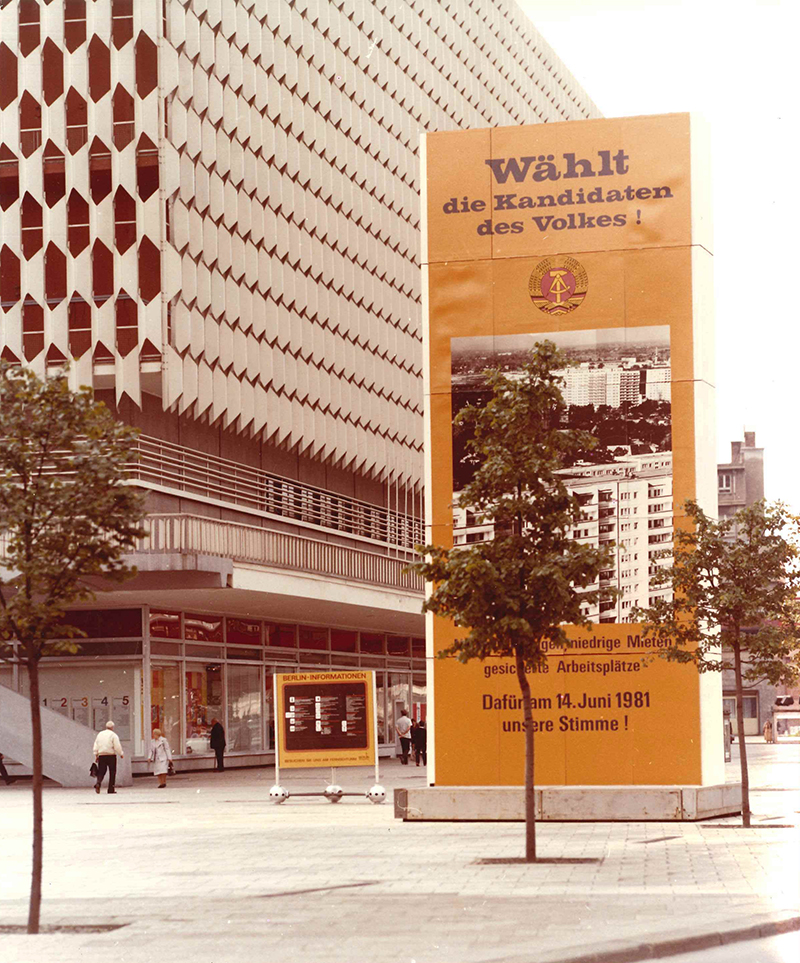 Wählt
die Kandidaten
des Volkes !
niedrige Mieten
Arbeitsplätze
Dafür am 14. Juni 1981
unsere Stimme !
BERLIN-INFORMATIONEN
1 2 3 4 5